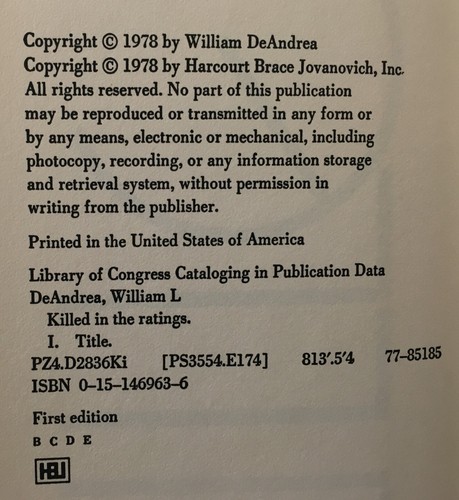 Copyright © 1978 by William DeAndrea
Copyright © 1978 by Harcourt Brace Jovanovich, Inc.
All rights reserved. No part of this publication
may be reproduced or transmitted in any form or
by any means, electronic or mechanical, including
photocopy, recording, or any information storage
and retrieval system, without permission in
writing from the publisher.
Printed in the United States of America
Library of Congress Cataloging in Publication Data
DeAndrea, William L
Killed in the ratings.
I. Title.
PZ4.D2836Ki [PS3554.E174] 813'.5'4 77-85185
ISBN 0-15-146963-6
First edition
B C D E
HBJ